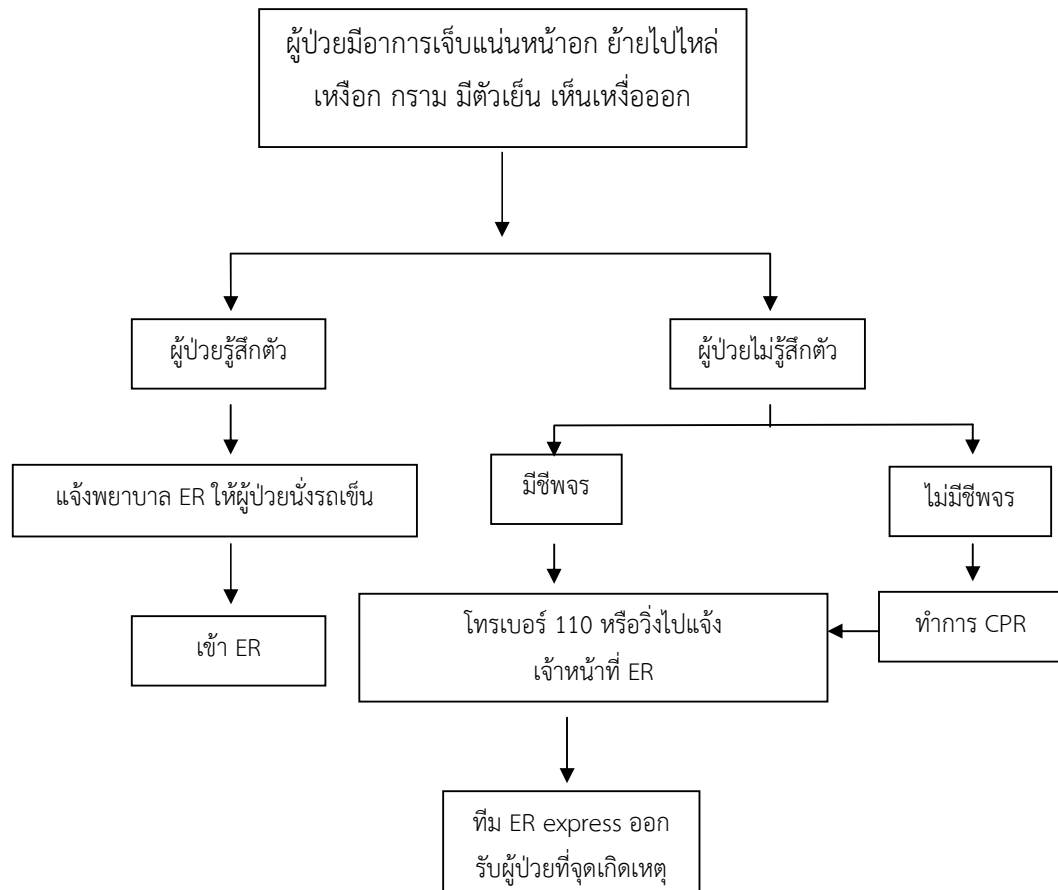 ผู้ป่วยมีอาการเจ็บแน่นหน้าอก ย้ายไปไหล่
เหงือก กราม มีตัวเย็น เห็นเหงื่อออก
ผู้ป่วยรู้สึกตัว
ผู้ป่วยไม่รู้สึกตัว
แจ้งพยาบาล ER ให้ผู้ป่วยนั่งรถเข็น
มีชีพจร
ไม่มีชีพจร
เข้า ER
โทรเบอร์ 110 หรือวิ่งไปแจ้ง
เจ้าหน้าที่ ER
ทำการ CPR
ทีม ER express ออก
รับผู้ป่วยที่จุดเกิดเหตุ